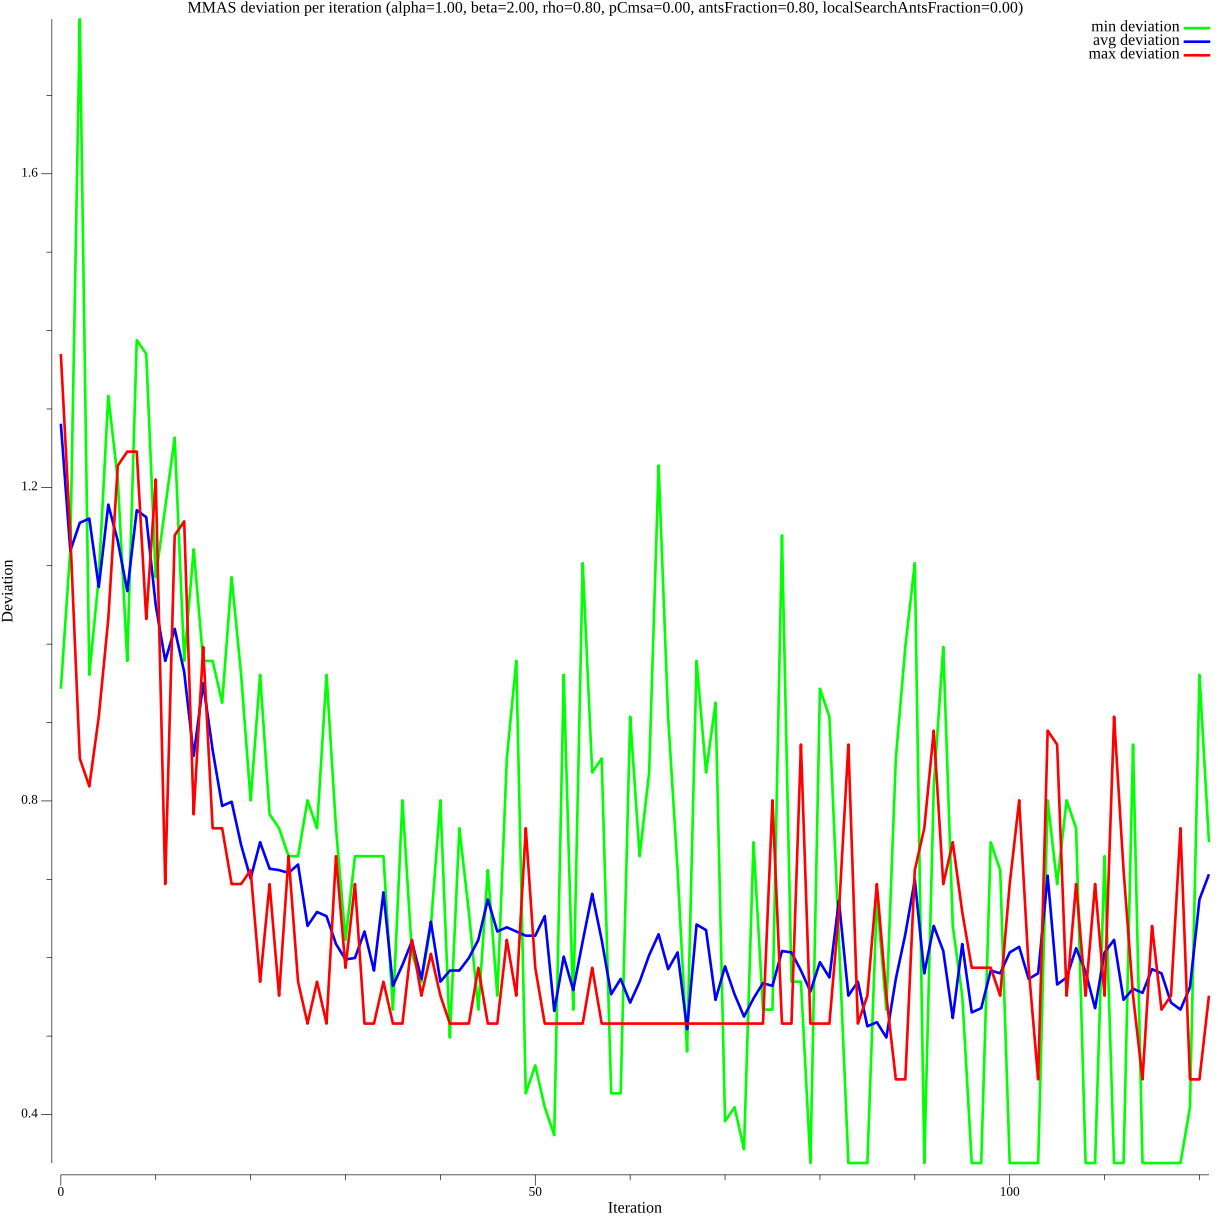 MMAS deviation per iteration (alpha=1.00, beta=2.00, rho=0.80, pCmsa=0.00, antsFraction=0.80, localSearchAntsFraction=0.00)
min deviation
avg deviation
max deviation
1.6
1.2
0.8
0.4
Deviation
0
50
100
Iteration